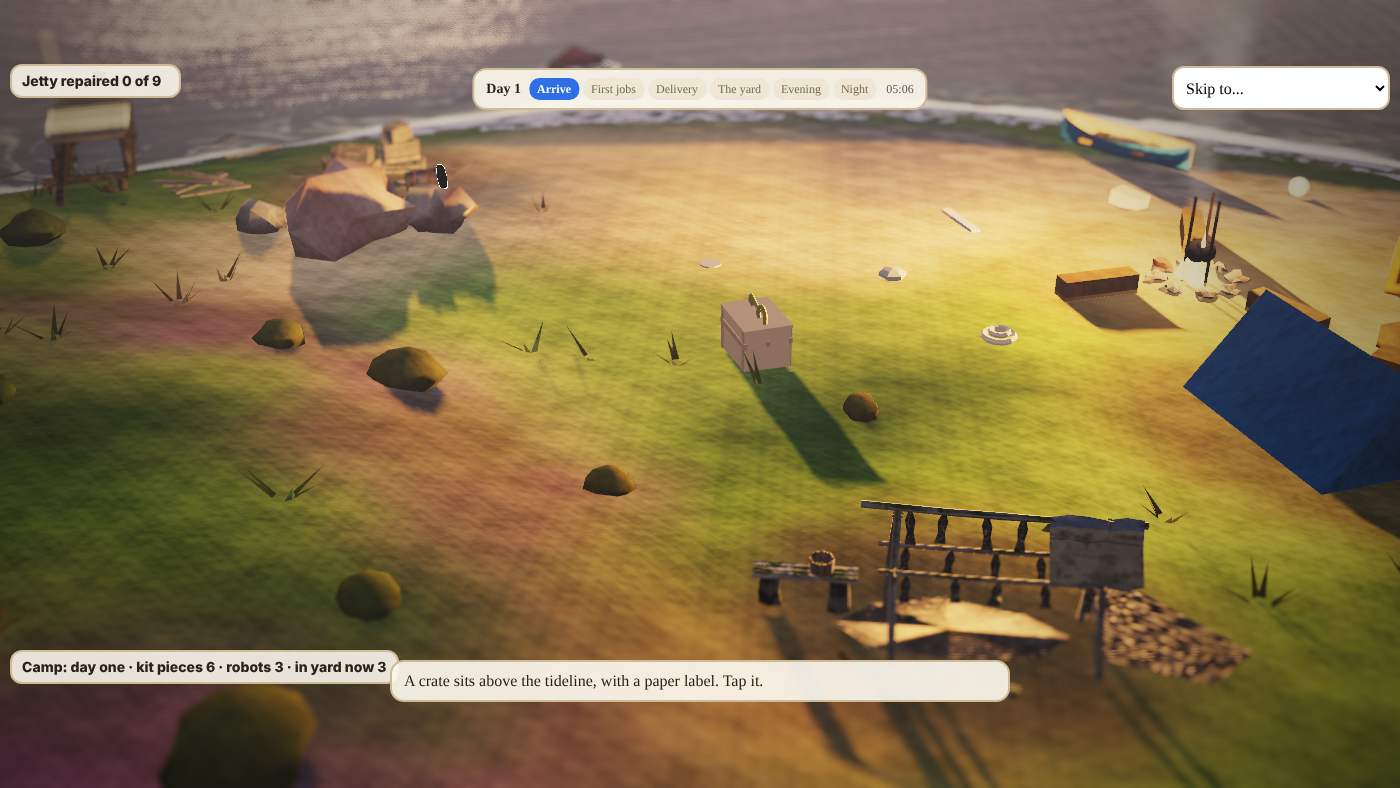 Jetty repaired 0 of 9
Day 1 Arrive First jobs Delivery The yard Evening Night 05:06
Skip to...
Camp: day one · kit pieces 6 · robots 3 · in yard now 3
A crate sits above the tideline, with a paper label. Tap it.